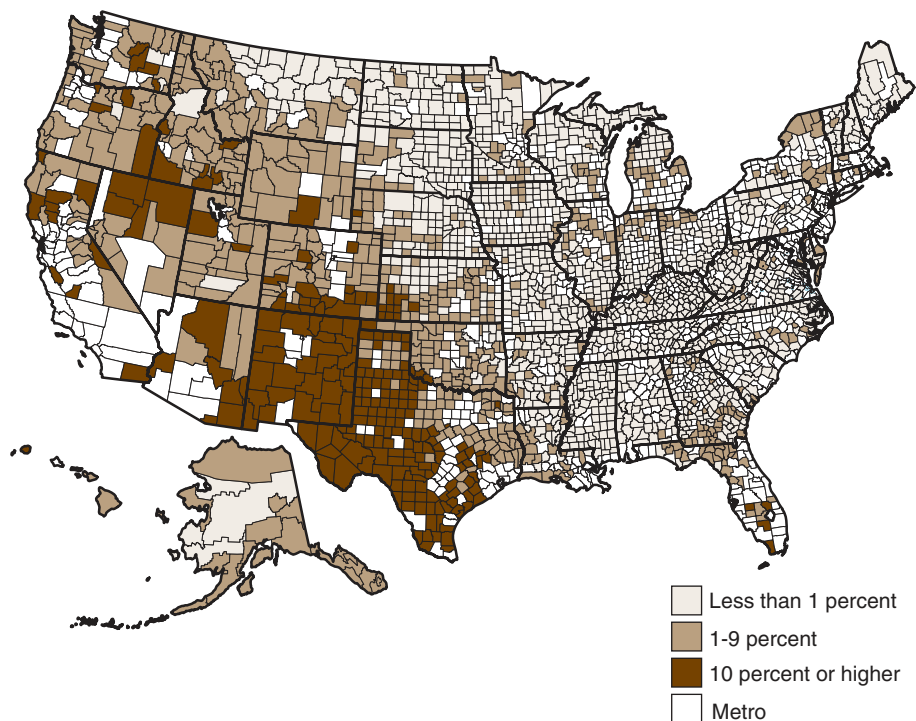 Less than 1 percent
1-9 percent
10 percent or higher
Metro